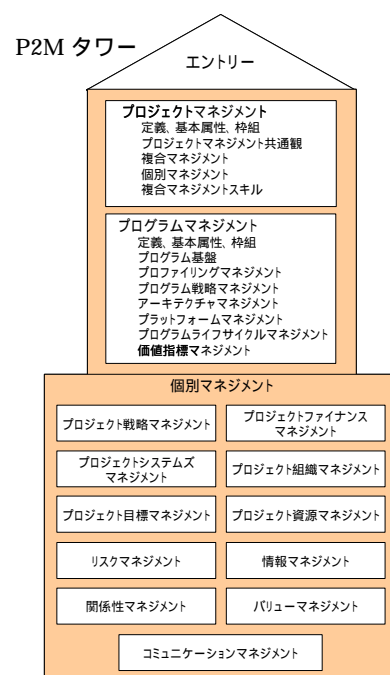 P2M タワー
エントリー
プロジェクトマネジメント
定義、基本属性、枠組
プロジェクトマネジメント共通観
複合マネジメント
個別マネジメント
複合マネジメントスキル
プログラムマネジメント
定義、基本属性、枠組
プログラム基盤
プロファイリングマネジメント
プログラム戦略マネジメント
アーキテクチャマネジメント
プラットフォームマネジメント
プログラムライフサイクルマネジメント
価値指標マネジメント
個別マネジメント
プロジェクト戦略マネジメント
プロジェクトファイナンス
マネジメント
プロジェクトシステムズ
マネジメント
プロジェクト組織マネジメント
プロジェクト目標マネジメント
プロジェクト資源マネジメント
リスクマネジメント
情報マネジメント
関係性マネジメント
バリューマネジメント
コミュニケーションマネジメント